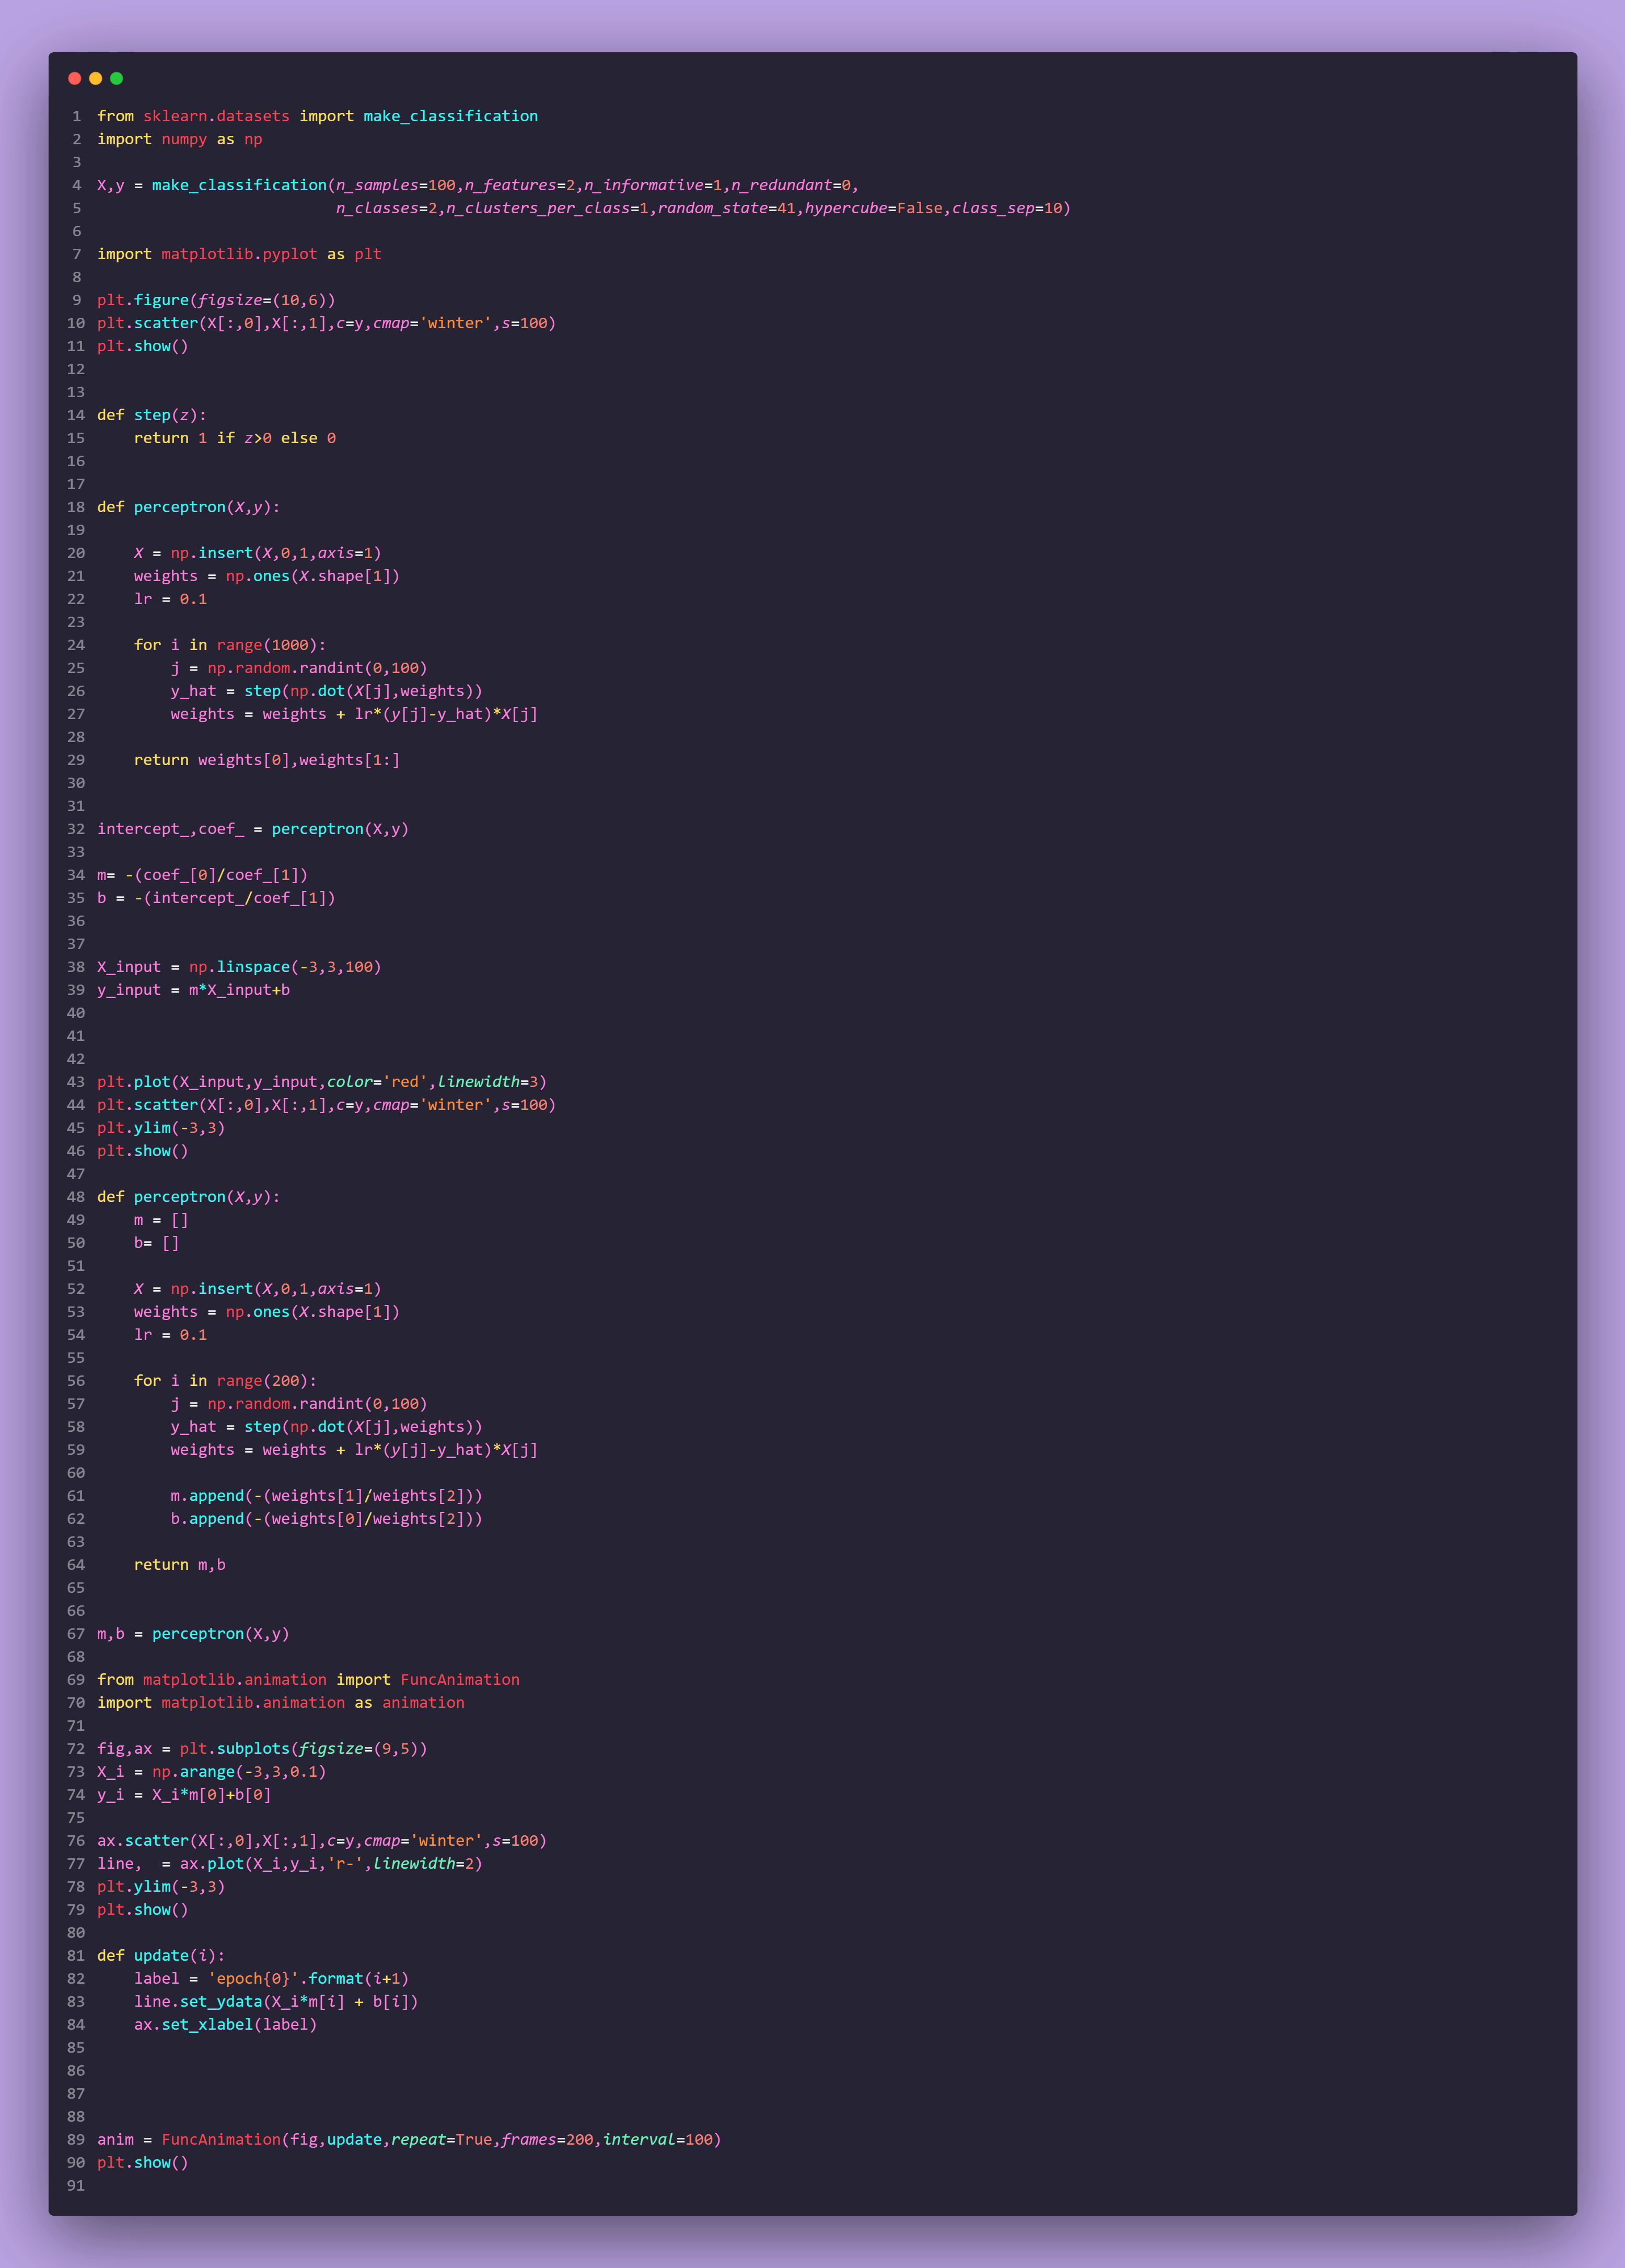 1 from sklearn.datasets import make_classification
2 import numpy as np
3
4 X,y = make_classification(n_samples=100,n_features=2,n_informative=1,n_redundant=0,
5                           n_classes=2,n_clusters_per_class=1,random_state=41,hypercube=False,class_sep=10)
6
7 import matplotlib.pyplot as plt
8
9 plt.figure(figsize=(10,6))
10 plt.scatter(X[:,0],X[:,1],c=y,cmap='winter',s=100)
11 plt.show()
12
13
14 def step(z):
15     return 1 if z>0 else 0
16
17
18 def perceptron(X,y):
19
20     X = np.insert(X,0,1,axis=1)
21     weights = np.ones(X.shape[1])
22     lr = 0.1
23
24     for i in range(1000):
25         j = np.random.randint(0,100)
26         y_hat = step(np.dot(X[j],weights))
27         weights = weights + lr*(y[j]-y_hat)*X[j]
28
29     return weights[0],weights[1:]
30
31
32 intercept_,coef_ = perceptron(X,y)
33
34 m= -(coef_[0]/coef_[1])
35 b = -(intercept_/coef_[1])
36
37
38 X_input = np.linspace(-3,3,100)
39 y_input = m*X_input+b
40
41
42
43 plt.plot(X_input,y_input,color='red',linewidth=3)
44 plt.scatter(X[:,0],X[:,1],c=y,cmap='winter',s=100)
45 plt.ylim(-3,3)
46 plt.show()
47
48 def perceptron(X,y):
49     m = []
50     b= []
51
52     X = np.insert(X,0,1,axis=1)
53     weights = np.ones(X.shape[1])
54     lr = 0.1
55
56     for i in range(200):
57         j = np.random.randint(0,100)
58         y_hat = step(np.dot(X[j],weights))
59         weights = weights + lr*(y[j]-y_hat)*X[j]
60
61         m.append(-(weights[1]/weights[2]))
62         b.append(-(weights[0]/weights[2]))
63
64     return m,b
65
66
67 m,b = perceptron(X,y)
68
69 from matplotlib.animation import FuncAnimation
70 import matplotlib.animation as animation
71
72 fig,ax = plt.subplots(figsize=(9,5))
73 X_i = np.arange(-3,3,0.1)
74 y_i = X_i*m[0]+b[0]
75
76 ax.scatter(X[:,0],X[:,1],c=y,cmap='winter',s=100)
77 line,  = ax.plot(X_i,y_i,'r-',linewidth=2)
78 plt.ylim(-3,3)
79 plt.show()
80
81 def update(i):
82     label = 'epoch{0}'.format(i+1)
83     line.set_ydata(X_i*m[i] + b[i])
84     ax.set_xlabel(label)
85
86
87
88
89 anim = FuncAnimation(fig,update,repeat=True,frames=200,interval=100)
90 plt.show()
91